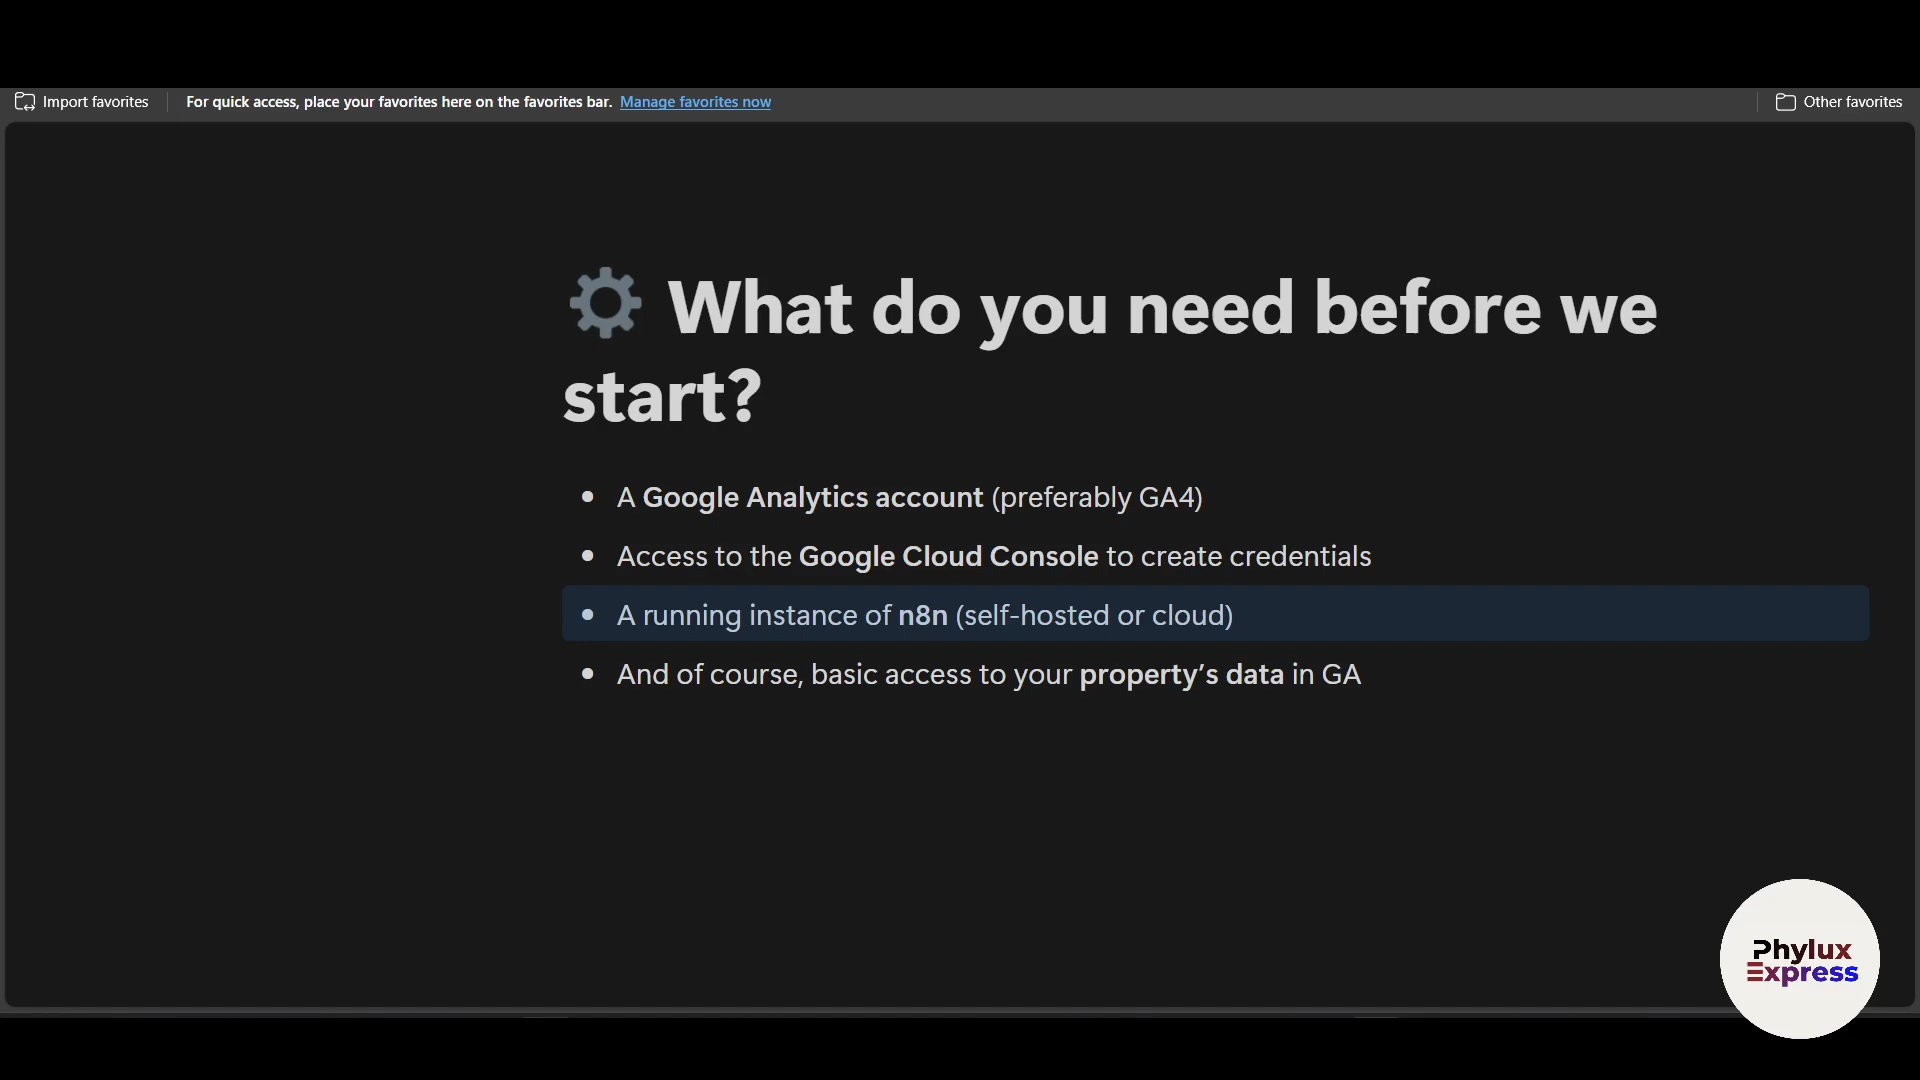 Import favorites
For quick access, place your favorites here on the favorites bar. Manage favorites now
Other favorites
What do you need before we
start?
• A Google Analytics account (preferably GA4)
• Access to the Google Cloud Console to create credentials
• A running instance of n8n (self-hosted or cloud)
• And of course, basic access to your property’s data in GA
Phylux
Express